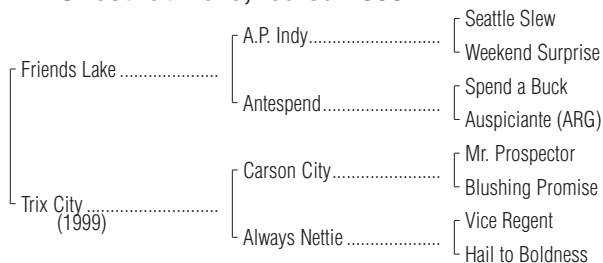 Seattle Slew
A.P. Indy
Weekend Surprise
Friends Lake
Spend a Buck
Antespend
Auspiciante (ARG)
Mr. Prospector
Carson City
Blushing Promise
Trix City
(1999)
Vice Regent
Always Nettie
Hail to Boldness